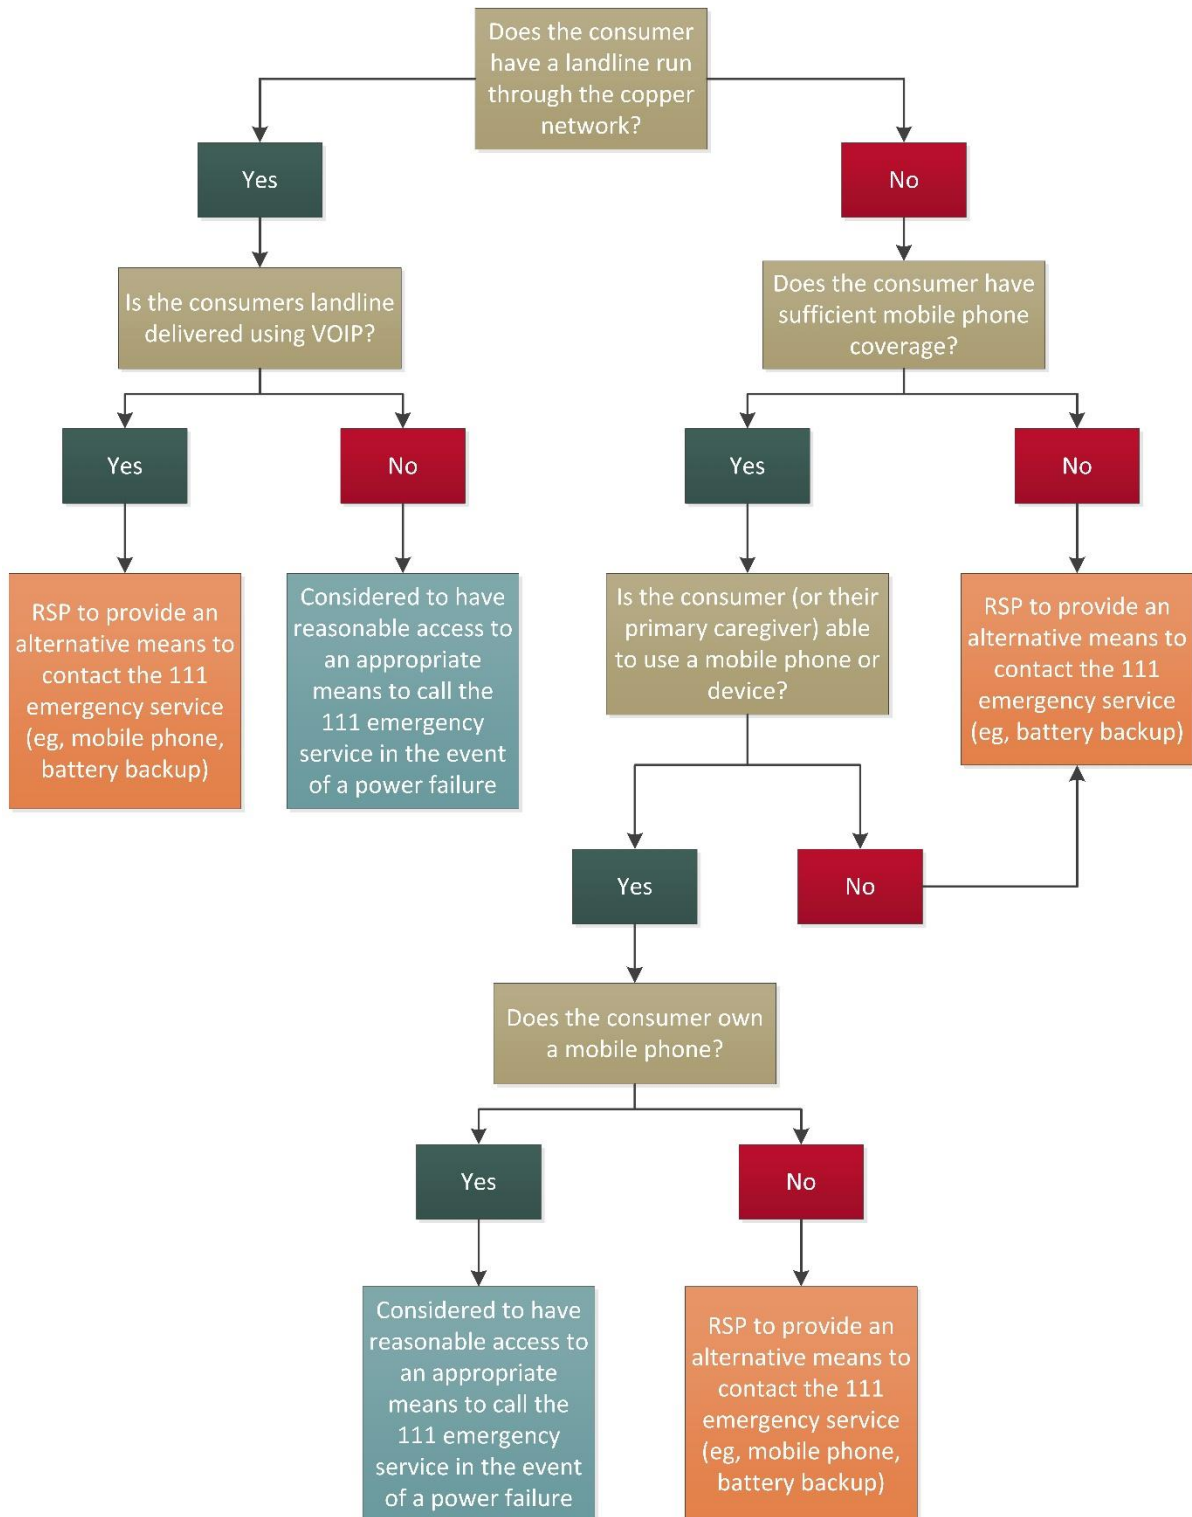 Does the consumer
have a landline run
through the copper
network?
Yes
No
Is the consumers landline
delivered using VOIP?
Does the consumer have
sufficient mobile phone
coverage?
Yes
No
Yes
No
RSP to provide an
alternative means to
contact the 111
emergency service
(eg, mobile phone,
battery backup)
Considered to have
reasonable access to
an appropriate
means to call the
111 emergency
service in the event
of a power failure
Is the consumer (or their
primary caregiver) able
to use a mobile phone or
device?
RSP to provide an
alternative means to
contact the 111
emergency service
(eg, battery backup)
Yes
No
Does the consumer own
a mobile phone?
Yes
No
Considered to have
reasonable access to
an appropriate
means to call the
111 emergency
service in the event
of a power failure
RSP to provide an
alternative means to
contact the 111
emergency service
(eg, mobile phone,
battery backup)